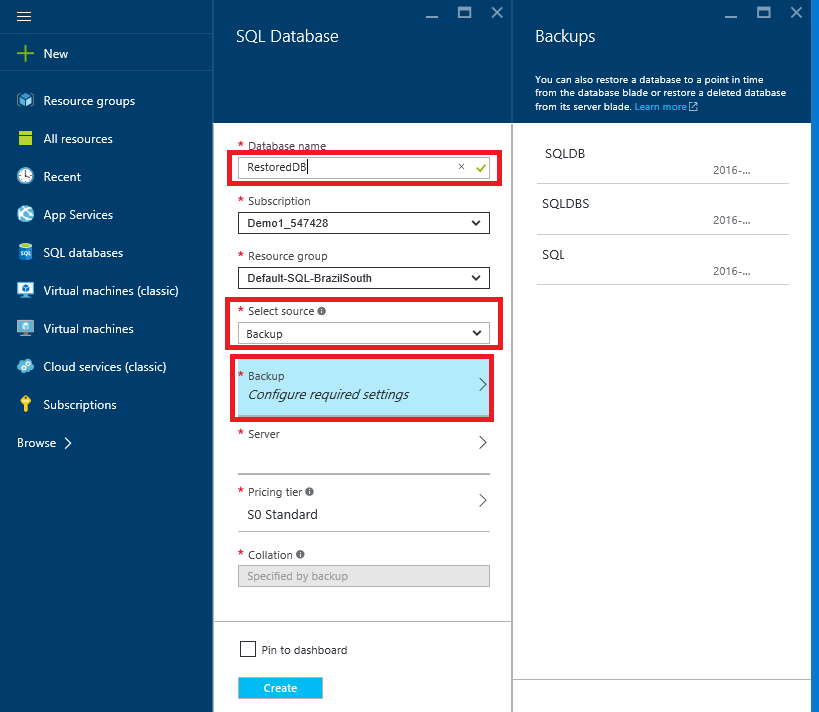 New
Resource groups
All resources
Recent
App Services
SQL databases
Virtual machines (classic)
Virtual machines
Cloud services (classic)
Subscriptions
Browse
SQL Database
* Database name
RestoredDB
* Subscription
Demo1_547428
* Resource group
Default-SQL-BrazilSouth
* Select source
Backup
* Backup
Configure required settings
* Server
* Pricing tier
S0 Standard
* Collation
Specified by backup
Pin to dashboard
Create
Backups
You can also restore a database to a point in time
from the database blade or restore a deleted database
from its server blade. Learn more
SQLDB
2016-...
SQLDBS
2016-...
SQL
2016-...